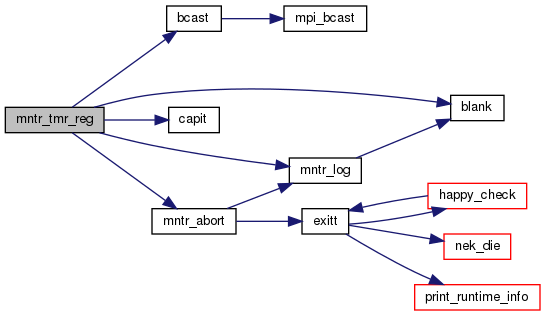 bcast
mpi_bcast
mntr_tmr_reg
blank
capit
mntr_log
happy_check
mntr_abort
exitt
nek_die
print_runtime_info